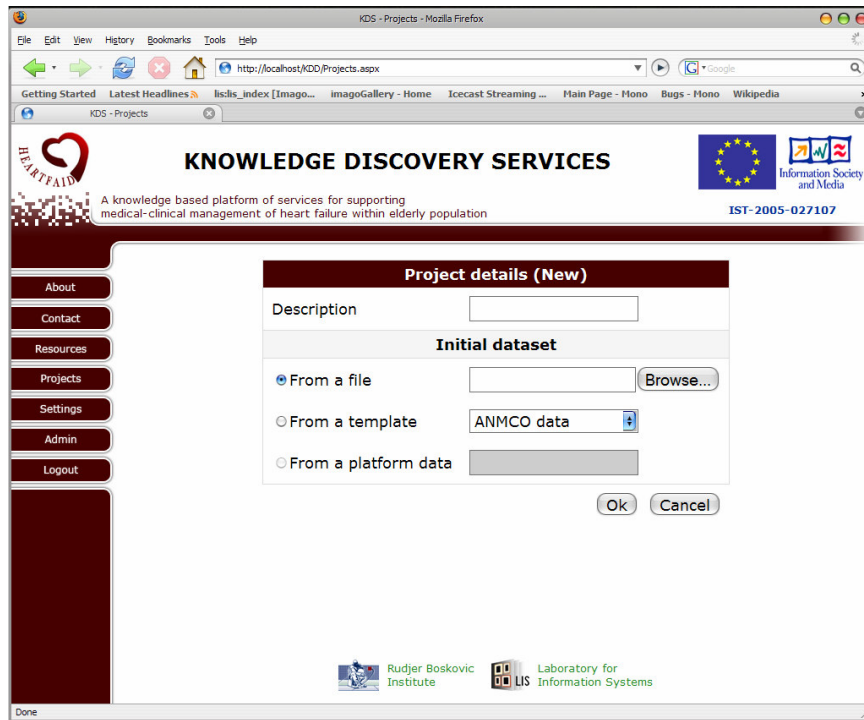 KDS - Projects - Mozilla Firefox
File Edit View History Bookmarks Tools Help
http://localhost/KDD/Projects.aspx
G Google
Getting Started Latest Headlines lis:lis_index [Imago... imagoGallery - Home Icecast Streaming ... Main Page - Mono Bugs - Mono Wikipedia
KDS - Projects
HEARTFAID
KNOWLEDGE DISCOVERY SERVICES
Information Society
and Media
A knowledge based platform of services for supporting
medical-clinical management of heart failure within elderly population
IST-2005-027107
About
Contact
Resources
Projects
Settings
Admin
Logout
Project details (New)
Description
Initial dataset
From a file Browse...
From a template ANMCO data
From a platform data
Ok Cancel
Rudjer Boskovic
Institute
LIS
Laboratory for
Information Systems
Done